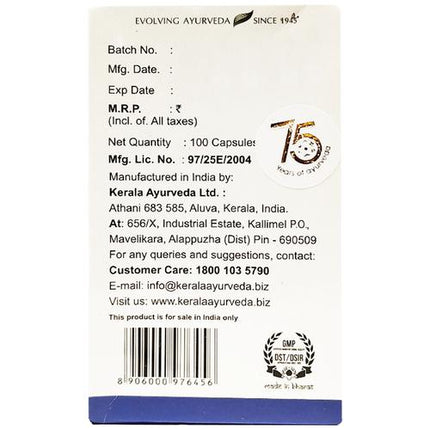 EVOLVING AYURVEDA SINCE 1945
Batch No. :
Mfg. Date. :
Exp Date :
M.R.P. : ₹
(Incl. of. All taxes)
Net Quantity : 100 Capsules
Mfg. Lic. No. : 97/25E/2004
75
Years of ayurveda
Manufactured in India by:
Kerala Ayurveda Ltd. :
Athani 683 585, Aluva, Kerala, India.
At: 656/X, Industrial Estate, Kallimel P.O.,
Mavelikara, Alappuzha (Dist) Pin - 690509
For any queries and suggestions, contact:
Customer Care: 1800 103 5790
E-mail: info@keralaayurveda.biz
Visit us: www.keralaayurveda.biz
This product is for sale in India only
8 906000 976456
GMP
DST/DSIR
made in bharat